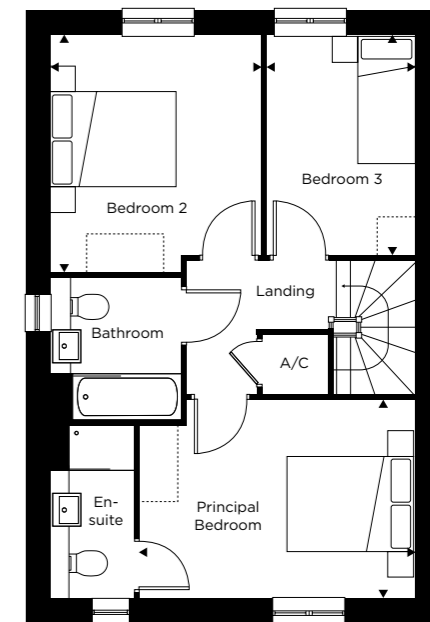 Bedroom 2
Bedroom 3
Landing
Bathroom
A/C
En-
suite
Principal
Bedroom